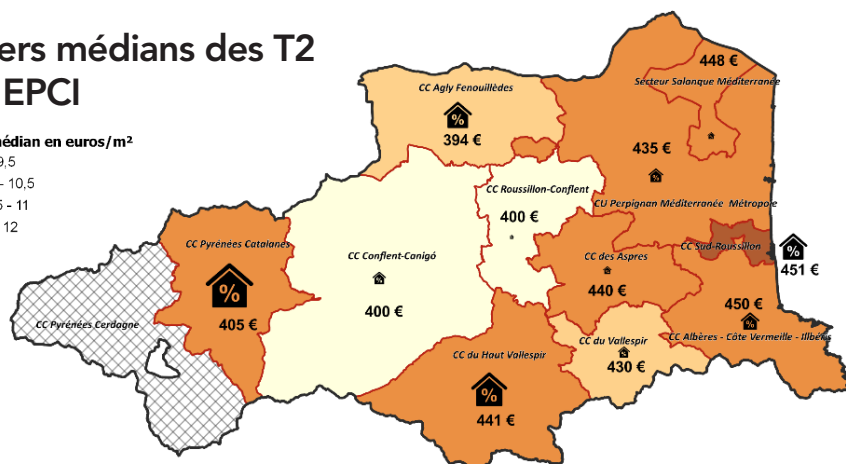 ers médians des T2
EPCI
médian en euros/m²
9,5
- 10,5
5 - 11
12
448 €
Secteur Salanque Méditerranée
CC Agly Fenouillèdes
%
394 €
435 €
CC Roussillon-Conflent
400 €
CU Perpignan Méditerranée Métropole
CC Pyrénées Catalanes
%
405 €
CC Conflent-Canigó
%
400 €
CC des Aspres
440 €
CC Sud-Roussillon
%
451 €
CC Pyrénées Cerdagne
450 €
%
CC Albères - Côte Vermeille - Illibéris
CC du Vallespir
430 €
CC du Haut Vallespir
%
441 €